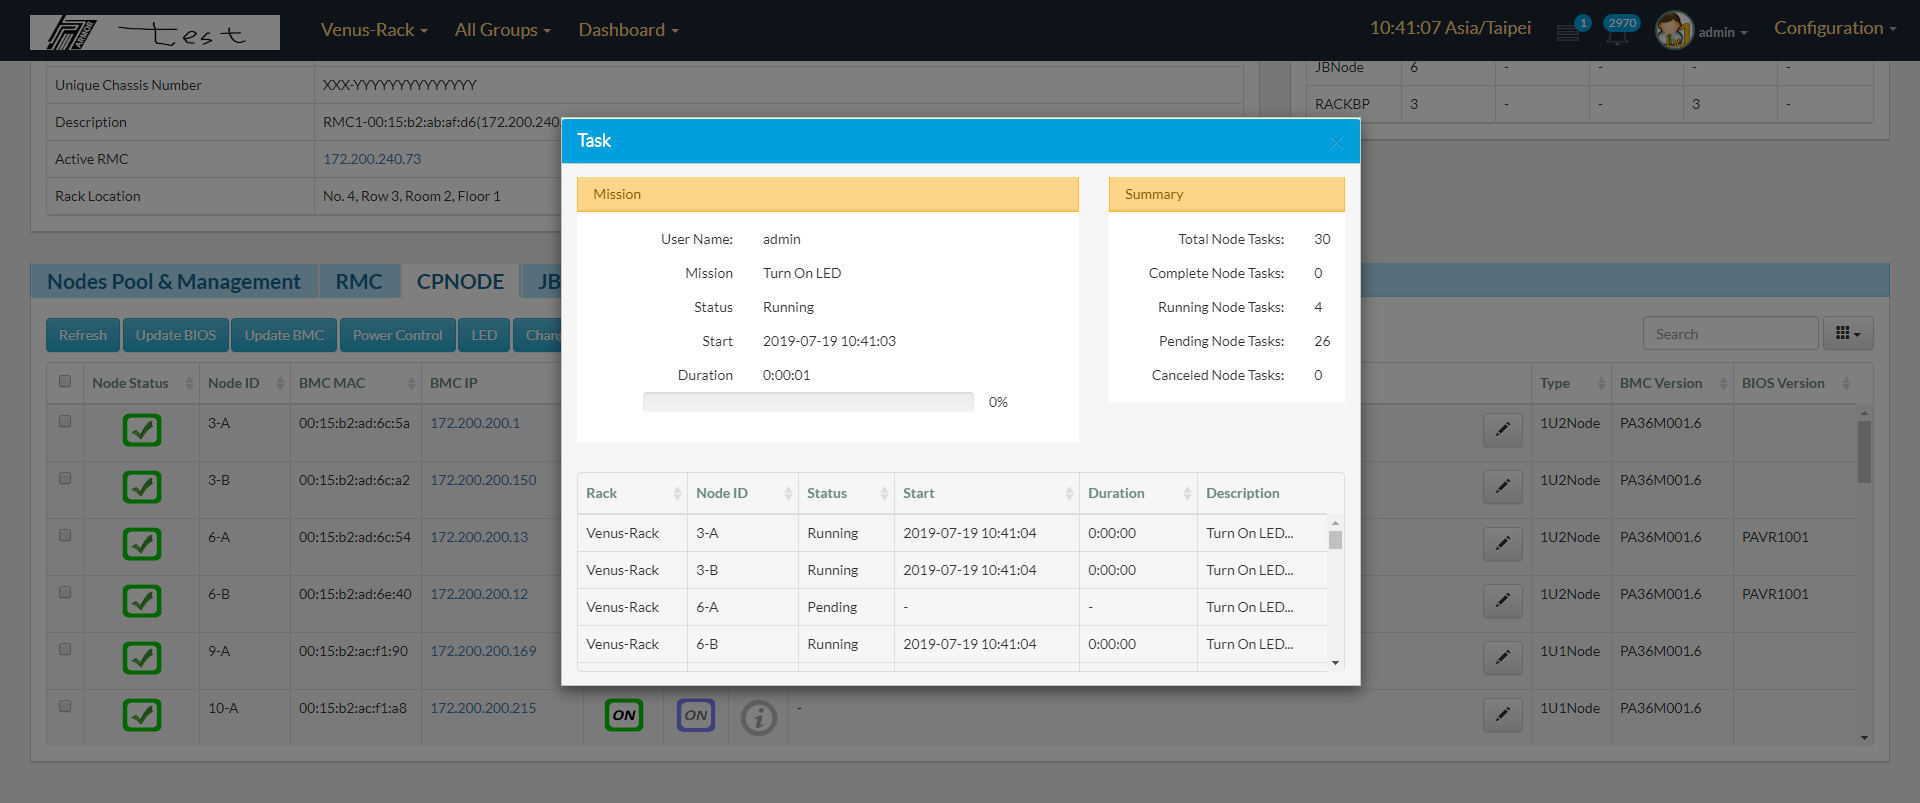 ARMOR test Venus-Rack All Groups Dashboard 10:41:07 Asia/Taipei 1 2970 admin Configuration
Unique Chassis Number XXX-YYYYYYYYYYYYYY
Description RMC1-00:15:b2:ab:af:d6(172.200.240.
Active RMC 172.200.240.73
Rack Location No. 4, Row 3, Room 2, Floor 1
JBNode 6 - - - -
RACKBP 3 - - 3 -
Nodes Pool & Management RMC CPNODE JB
Refresh Update BIOS Update BMC Power Control LED Chan
Search
Node Status Node ID BMC MAC BMC IP Type BMC Version BIOS Version
3-A 00:15:b2:ad:6c:5a 172.200.200.1 1U2Node PA36M001.6
3-B 00:15:b2:ad:6c:a2 172.200.200.150 1U2Node PA36M001.6
6-A 00:15:b2:ad:6c:54 172.200.200.13 1U2Node PA36M001.6 PAVR1001
6-B 00:15:b2:ad:6e:40 172.200.200.12 1U2Node PA36M001.6 PAVR1001
9-A 00:15:b2:ac:f1:90 172.200.200.169 1U1Node PA36M001.6
10-A 00:15:b2:ac:f1:a8 172.200.200.215 ON ON i - 1U1Node PA36M001.6
Task
Mission
User Name: admin
Mission Turn On LED
Status Running
Start 2019-07-19 10:41:03
Duration 0:00:01
0%
Summary
Total Node Tasks: 30
Complete Node Tasks: 0
Running Node Tasks: 4
Pending Node Tasks: 26
Canceled Node Tasks: 0
Rack Node ID Status Start Duration Description
Venus-Rack 3-A Running 2019-07-19 10:41:04 0:00:00 Turn On LED...
Venus-Rack 3-B Running 2019-07-19 10:41:04 0:00:00 Turn On LED...
Venus-Rack 6-A Pending - - Turn On LED...
Venus-Rack 6-B Running 2019-07-19 10:41:04 0:00:00 Turn On LED...